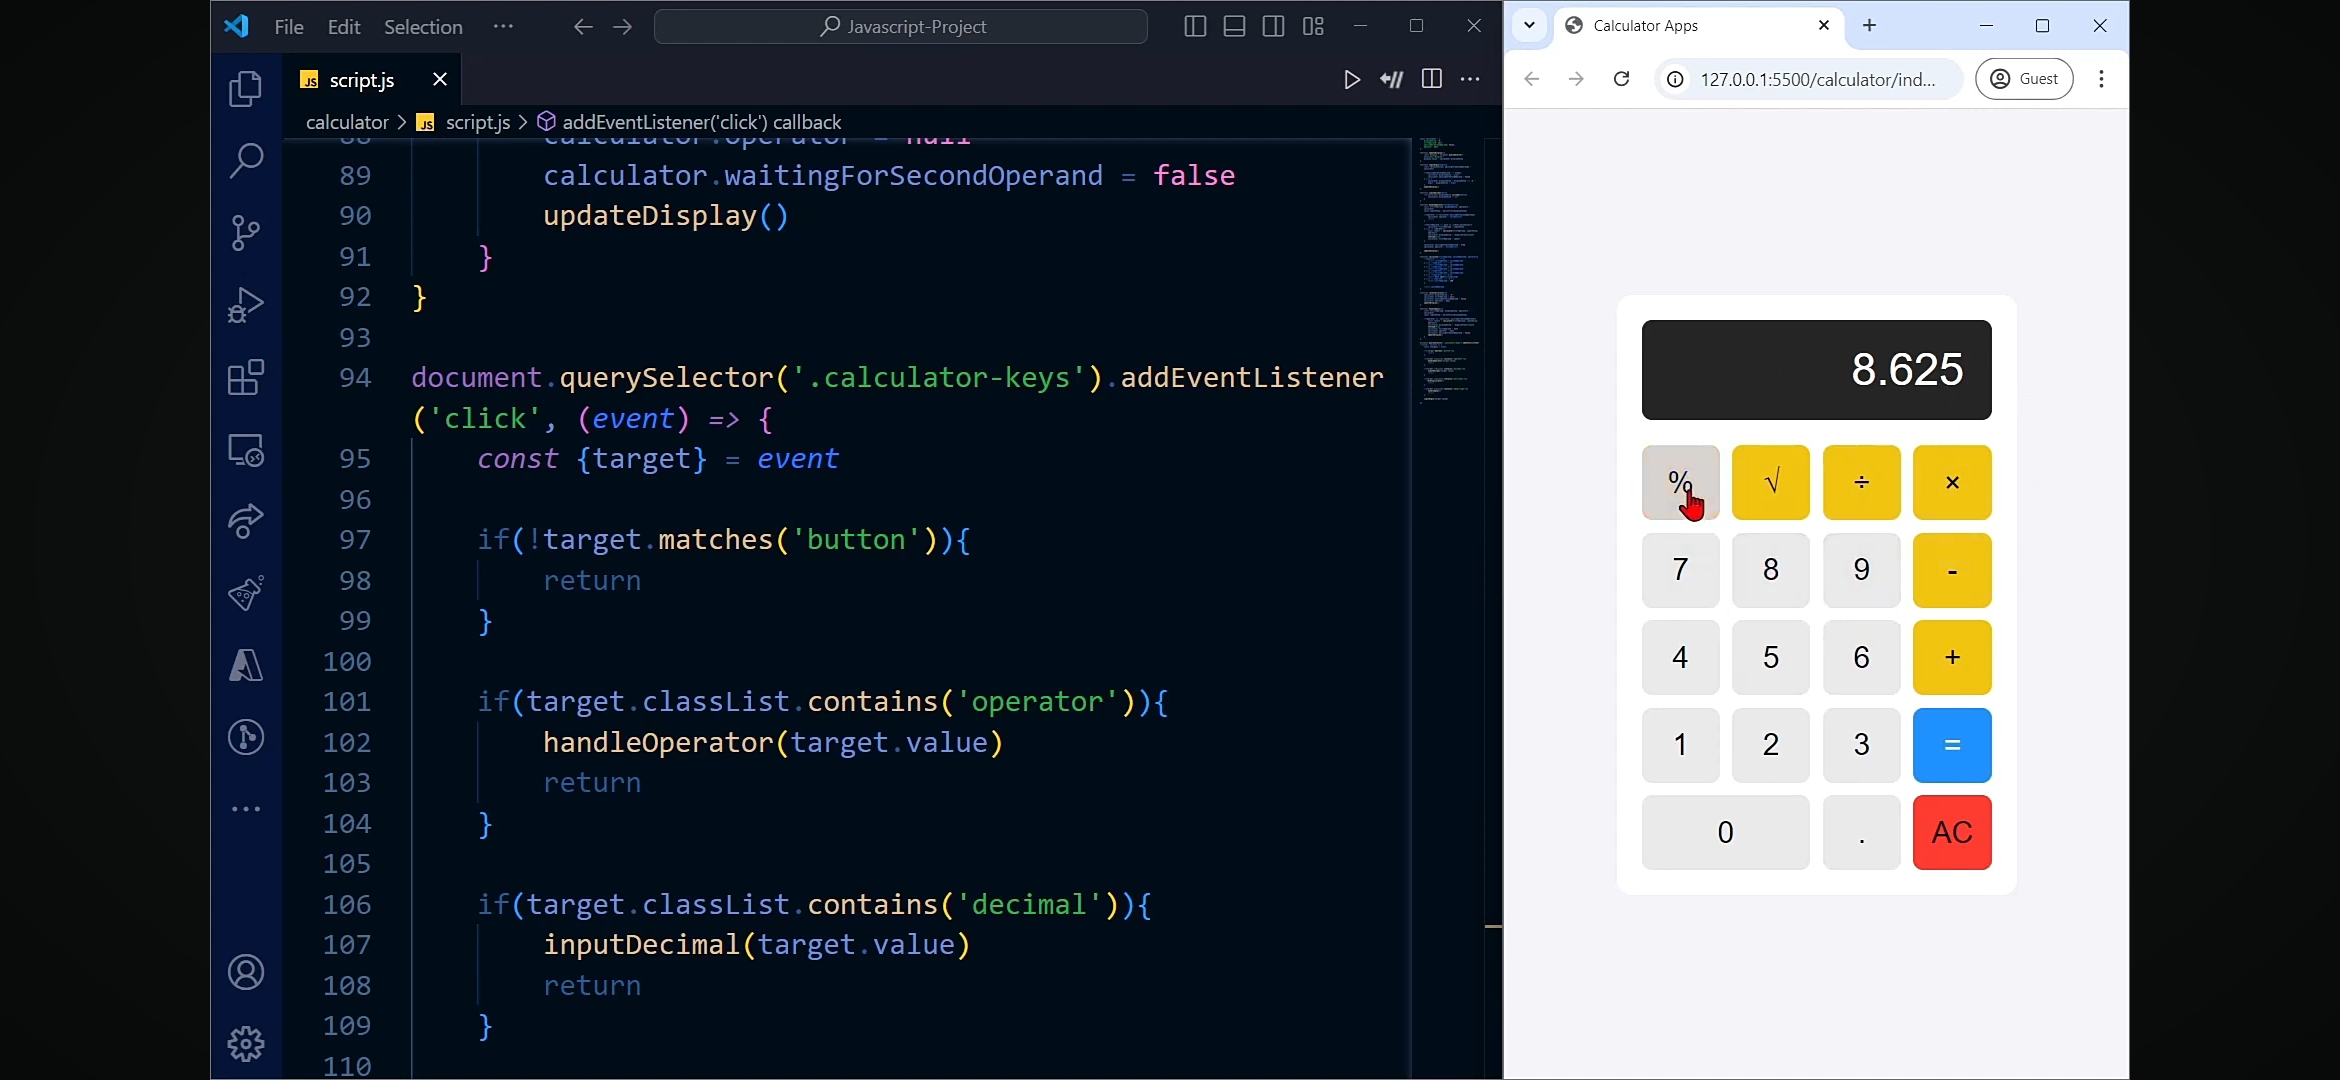 File Edit Selection ···
Javascript-Project
JS script.js
calculator > JS script.js > addEventListener('click') callback
88 calculator.operator = null
89 calculator.waitingForSecondOperand = false
90 updateDisplay()
91 }
92 }
93
94 document.querySelector('.calculator-keys').addEventListener
('click', (event) => {
95 const {target} = event
96
97 if(!target.matches('button')){
98 return
99 }
100
101 if(target.classList.contains('operator')){
102 handleOperator(target.value)
103 return
104 }
105
106 if(target.classList.contains('decimal')){
107 inputDecimal(target.value)
108 return
109 }
110
Calculator Apps
127.0.0.1:5500/calculator/ind...
Guest
8.625
% √ ÷ ×
7 8 9 -
4 5 6 +
1 2 3 =
0 . AC